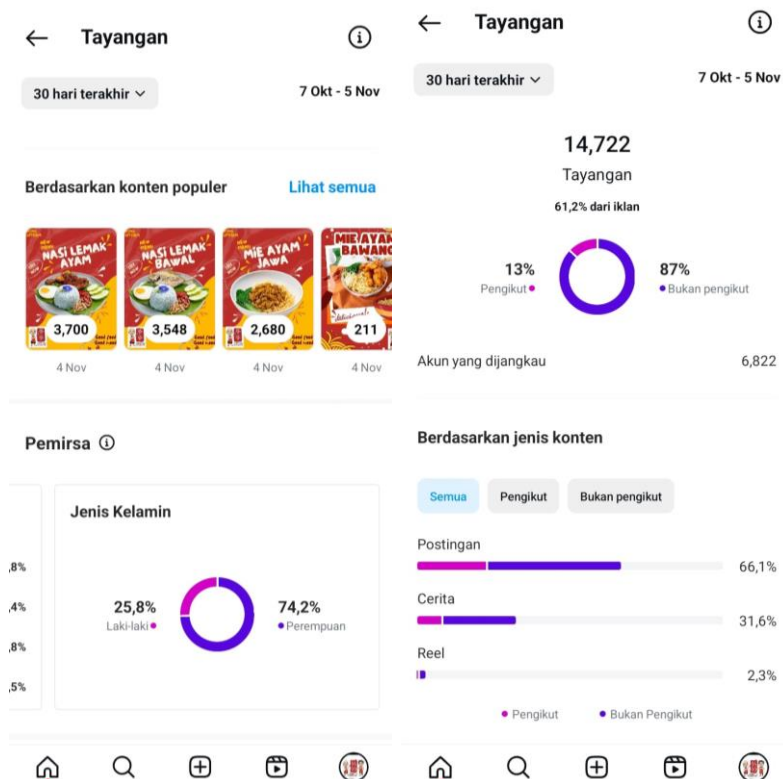 Tayangan
30 hari terakhir
7 Okt - 5 Nov
Berdasarkan konten populer
Lihat semua
NASI LEMAK AYAM
3,700
4 Nov
NASI LEMAK BAWAL
3,548
4 Nov
MIE AYAM JAWA
2,680
4 Nov
MIE AYAM BAWANG
211
4 Nov
Pemirsa
,8%
,4%
,8%
,5%
Jenis Kelamin
25,8%
Laki-laki
74,2%
Perempuan
Tayangan
30 hari terakhir
7 Okt - 5 Nov
14,722
Tayangan
61,2% dari iklan
13%
Pengikut
87%
Bukan pengikut
Akun yang dijangkau
6,822
Berdasarkan jenis konten
Semua
Pengikut
Bukan pengikut
Postingan
66,1%
Cerita
31,6%
Reel
2,3%
Pengikut
Bukan Pengikut